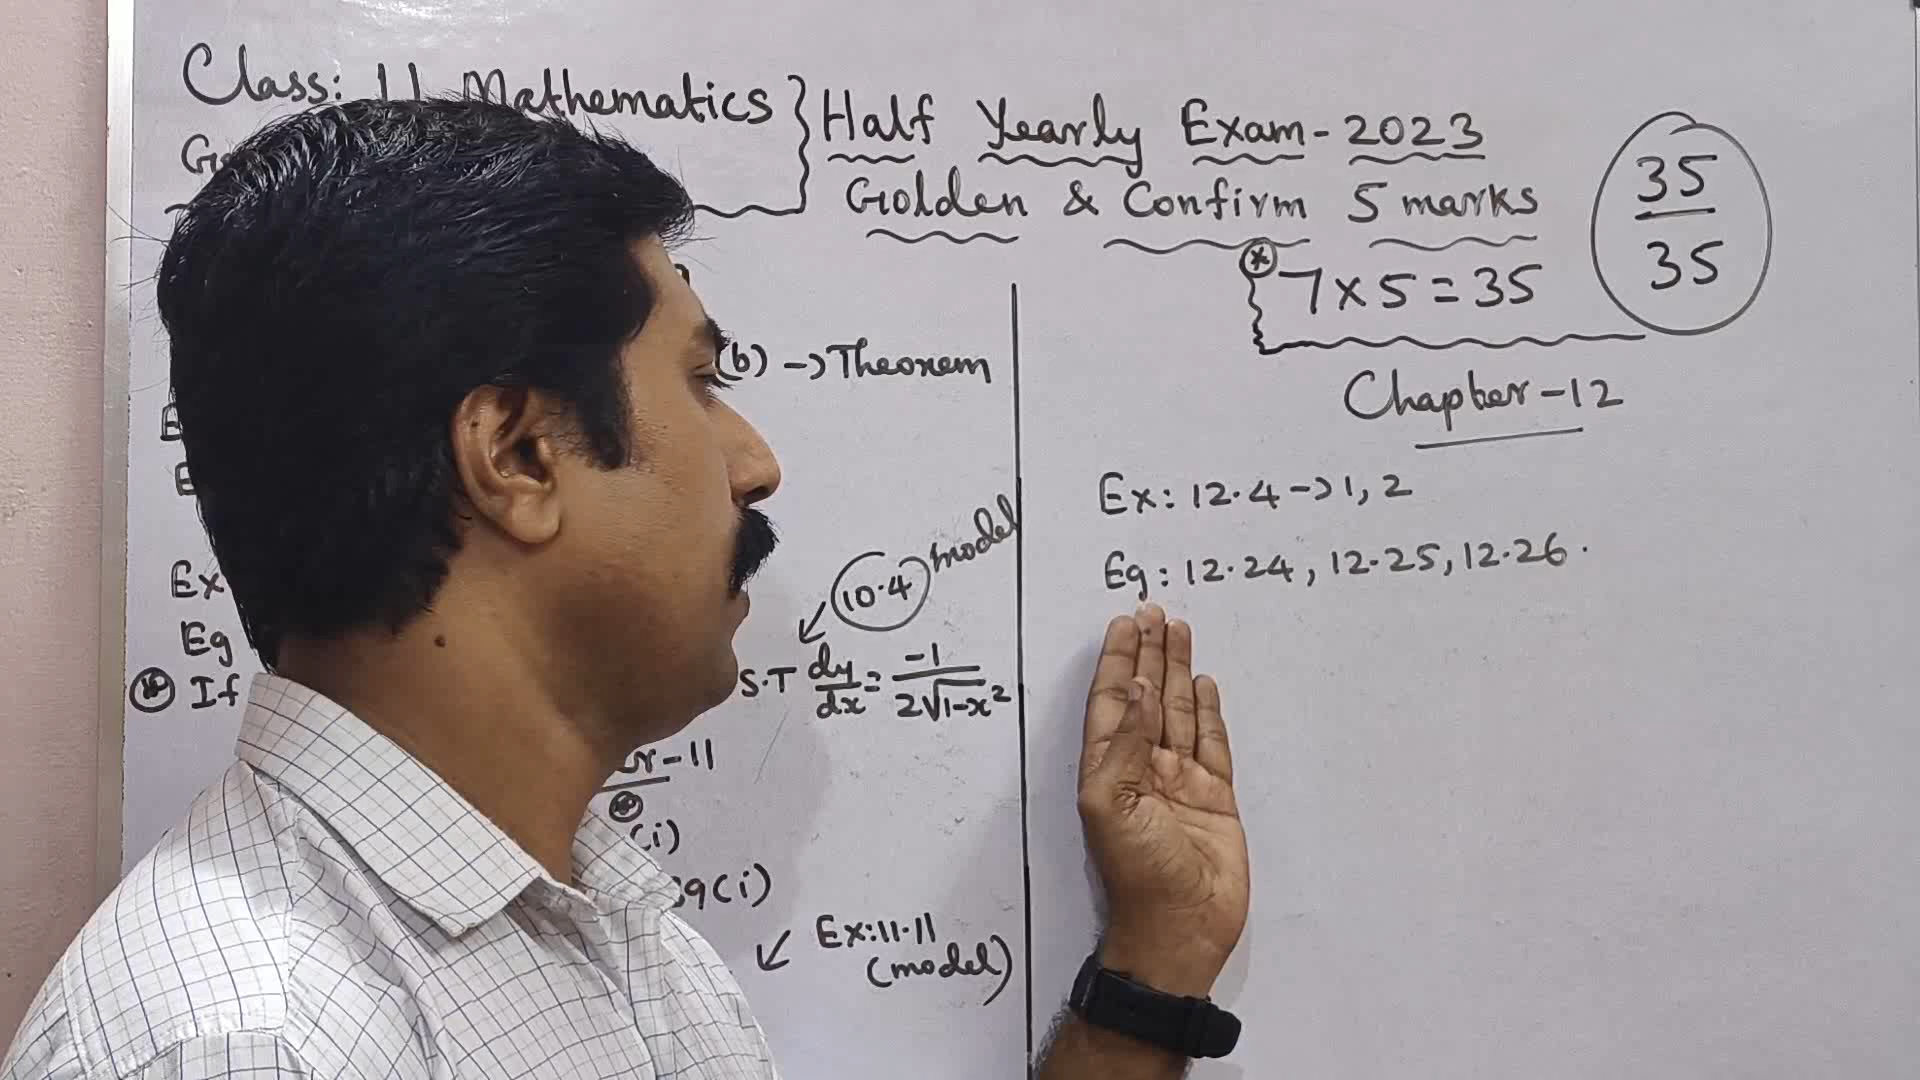 Class: 11 Mathematics
Half Yearly Exam-2023
Golden & Confirm 5 marks
7×5=35
35
35
(b) -> Theorem
Ex
Eg
10.4 model
If
S.T dy/dx = -1/2√1-x²
-11
(i)
9(i)
Ex:11.11
(model)
Chapter-12
Ex: 12.4 -> 1, 2
Eg: 12.24, 12.25, 12.26.